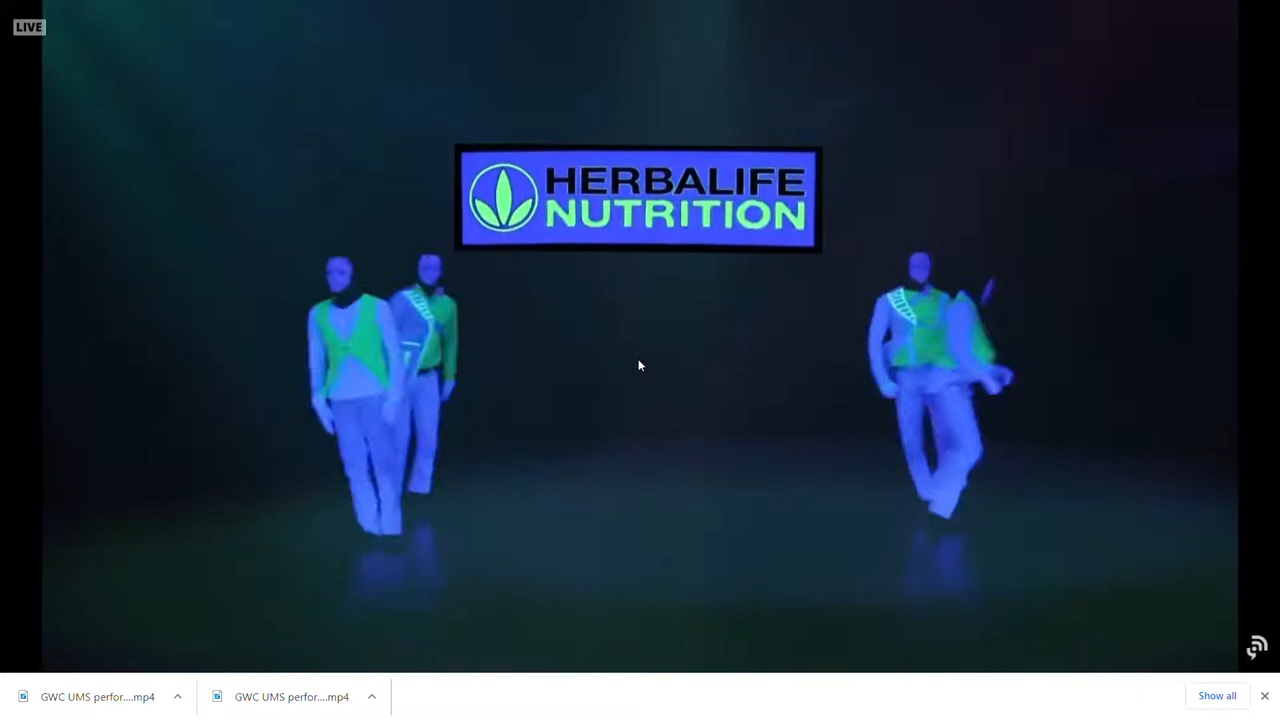 LIVE
HERBALIFE
NUTRITION
GWC UMS perfor....mp4
GWC UMS perfor....mp4
Show all